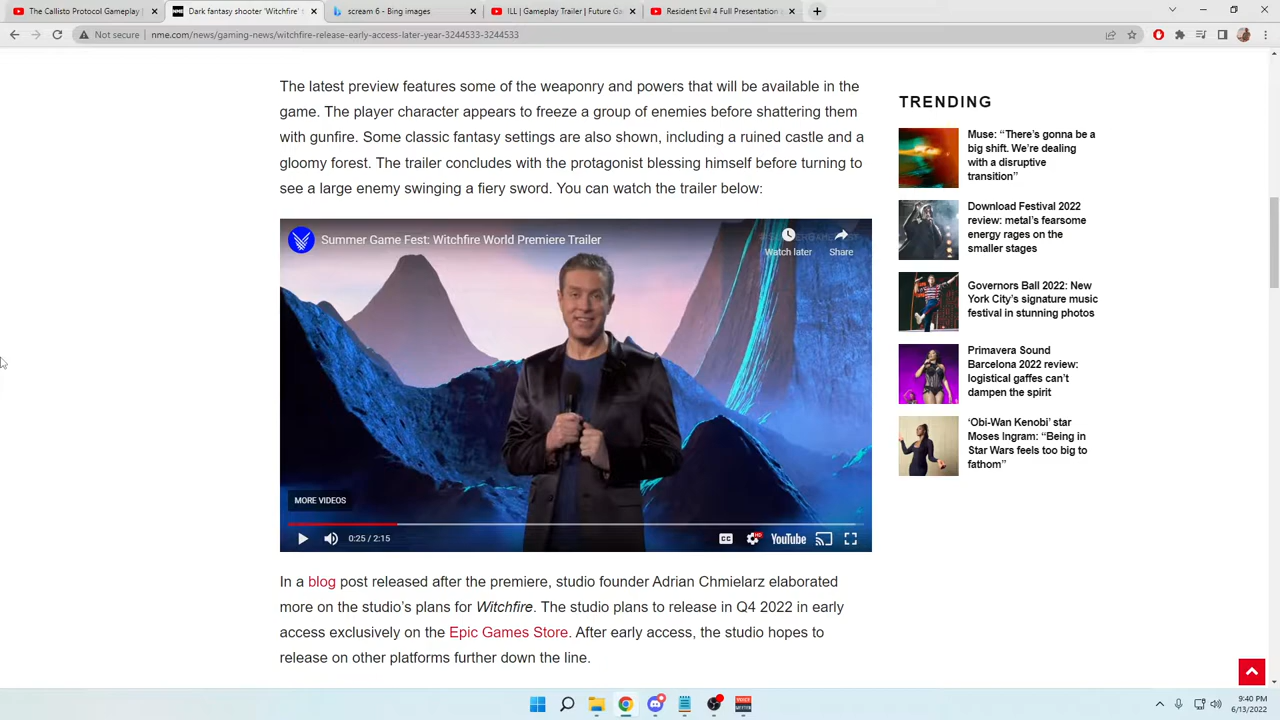 The Callisto Protocol Gameplay |
Dark fantasy shooter 'Witchfire' s
scream 6 - Bing images
ILL | Gameplay Trailer | Future Ga
Resident Evil 4 Full Presentation
Not secure | nme.com/news/gaming-news/witchfire-release-early-access-later-year-3244533-3244533
The latest preview features some of the weaponry and powers that will be available in the
game. The player character appears to freeze a group of enemies before shattering them
with gunfire. Some classic fantasy settings are also shown, including a ruined castle and a
gloomy forest. The trailer concludes with the protagonist blessing himself before turning to
see a large enemy swinging a fiery sword. You can watch the trailer below:
Summer Game Fest: Witchfire World Premiere Trailer
Watch later
Share
MORE VIDEOS
0:25 / 2:15
CC
HD
YouTube
In a blog post released after the premiere, studio founder Adrian Chmielarz elaborated
more on the studio's plans for Witchfire. The studio plans to release in Q4 2022 in early
access exclusively on the Epic Games Store. After early access, the studio hopes to
release on other platforms further down the line.
TRENDING
Muse: “There’s gonna be a
big shift. We’re dealing
with a disruptive
transition”
Download Festival 2022
review: metal’s fearsome
energy rages on the
smaller stages
Governors Ball 2022: New
York City’s signature music
festival in stunning photos
Primavera Sound
Barcelona 2022 review:
logistical gaffes can’t
dampen the spirit
‘Obi-Wan Kenobi’ star
Moses Ingram: “Being in
Star Wars feels too big to
fathom”
9:40 PM
6/13/2022